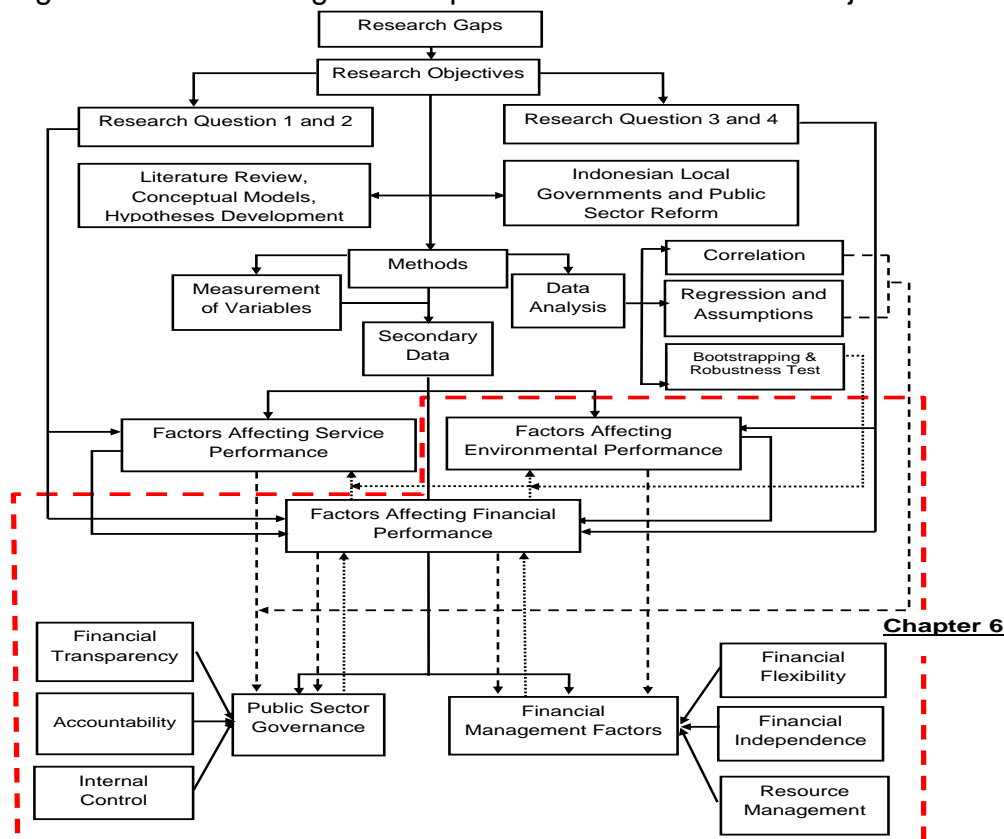 Research Gaps
Research Objectives
Research Question 1 and 2
Research Question 3 and 4
Literature Review,
Conceptual Models,
Hypotheses Development
Indonesian Local
Governments and Public
Sector Reform
Methods
Measurement
of Variables
Data
Analysis
Correlation
Regression and
Assumptions
Bootstrapping &
Robustness Test
Secondary
Data
Factors Affecting Service
Performance
Factors Affecting
Environmental Performance
Factors Affecting Financial
Performance
Chapter 6
Financial
Transparency
Accountability
Internal
Control
Public Sector
Governance
Financial
Management Factors
Financial
Flexibility
Financial
Independence
Resource
Management